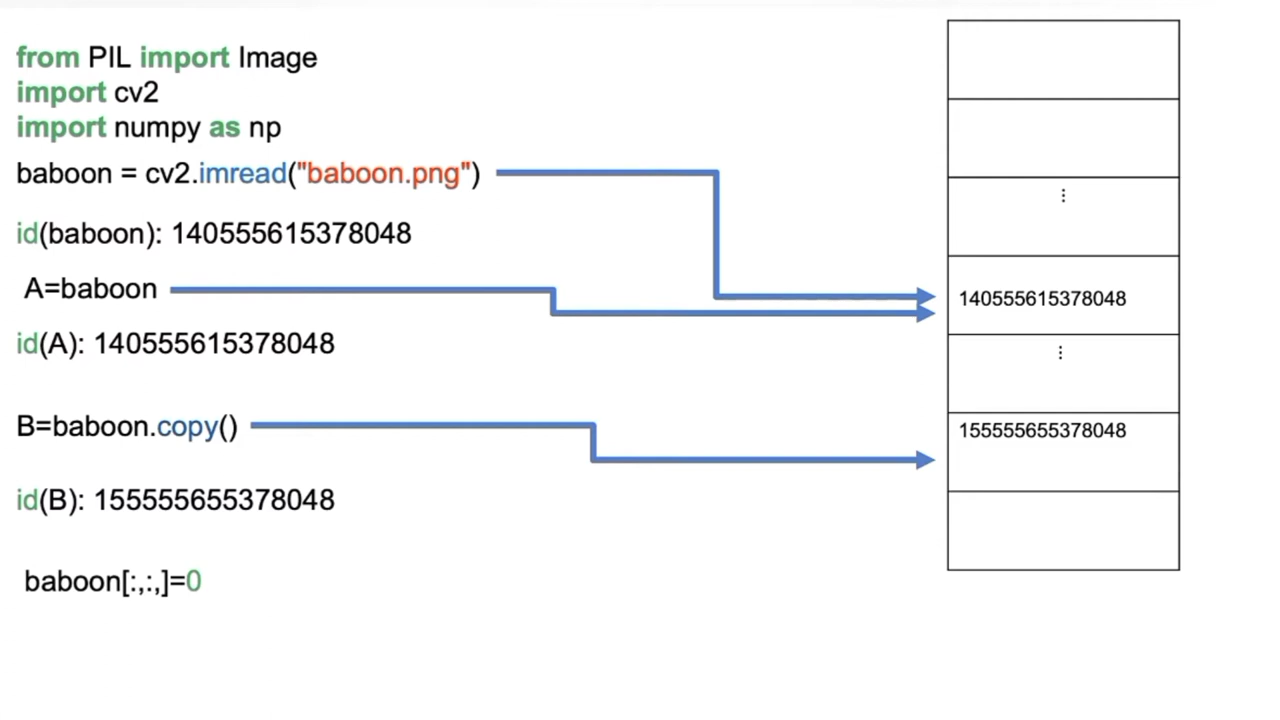 from PIL import Image
import cv2
import numpy as np
baboon = cv2.imread("baboon.png")
id(baboon): 140555615378048
A=baboon
id(A): 140555615378048
B=baboon.copy()
id(B): 155555655378048
baboon[:,:,]=0
⋮
140555615378048
⋮
155555655378048